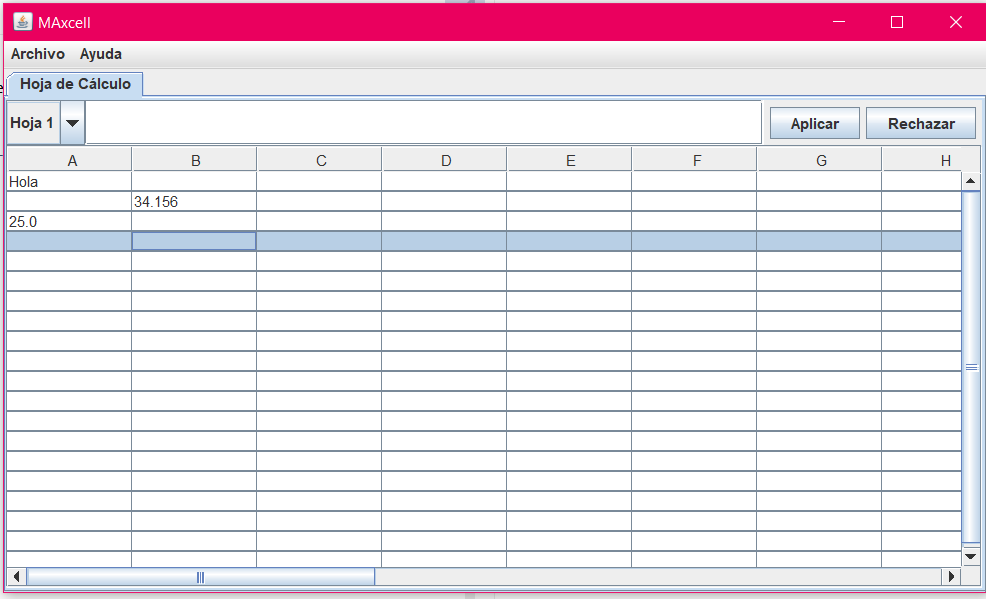 MAxcell
Archivo Ayuda
Hoja de Cálculo
Hoja 1 Aplicar Rechazar
A B C D E F G H
Hola
34.156
25.0